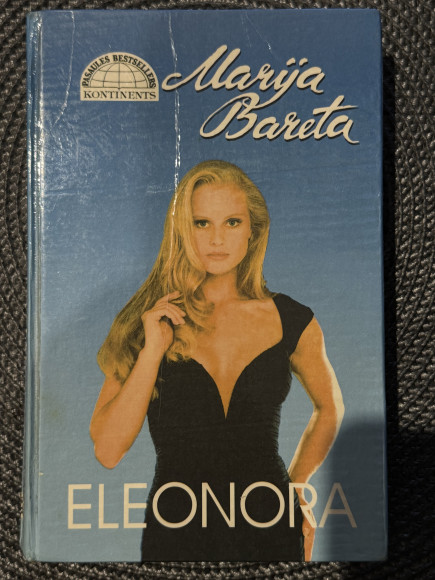 PASAULES BESTSELLERS
KONTINENTS
Marija
Bareta
ELEONORA